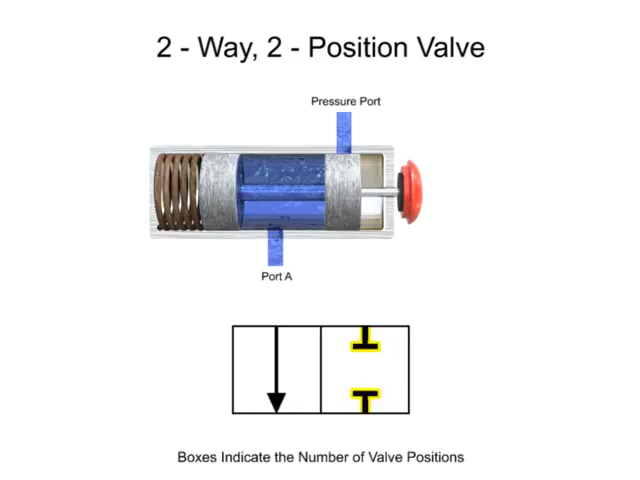 2 - Way, 2 - Position Valve
Pressure Port
Port A
Boxes Indicate the Number of Valve Positions